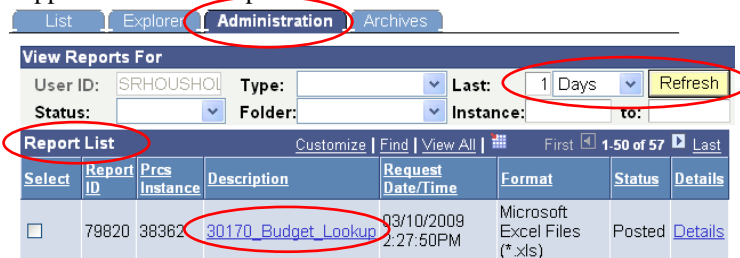 List Explorer Administration Archives
View Reports For
User ID: SRHOUSHOL Type: Last: 1 Days Refresh
Status: Folder: Instance: to:
Report List Customize | Find | View All | First 1-50 of 57 Last
Select Report ID Prcs Instance Description Request Date/Time Format Status Details
79820 38362 30170_Budget_Lookup 03/10/2009 2:27:50PM Microsoft Excel Files (*.xls) Posted Details